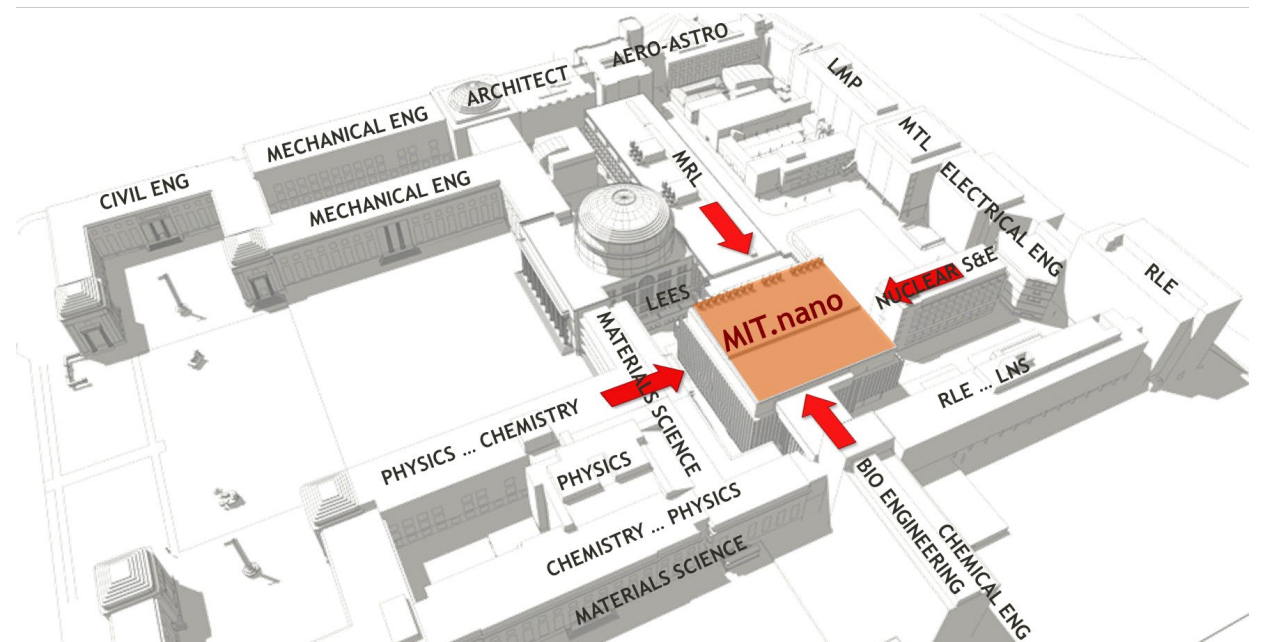 AERO-ASTRO
ARCHITECT
LMP
MECHANICAL ENG
MTL
CIVIL ENG
MECHANICAL ENG
MRL
ELECTRICAL ENG
NUCLEAR S&E
RLE
LEES
MIT.nano
MATERIALS SCIENCE
RLE ... LNS
PHYSICS ... CHEMISTRY
PHYSICS
CHEMISTRY ... PHYSICS
MATERIALS SCIENCE
BIO ENGINEERING
CHEMICAL ENG